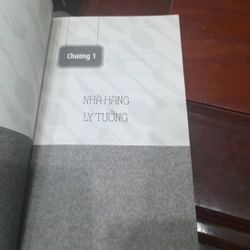 Chương 1
NHÀ HÀNG
LÝ TƯỞNG